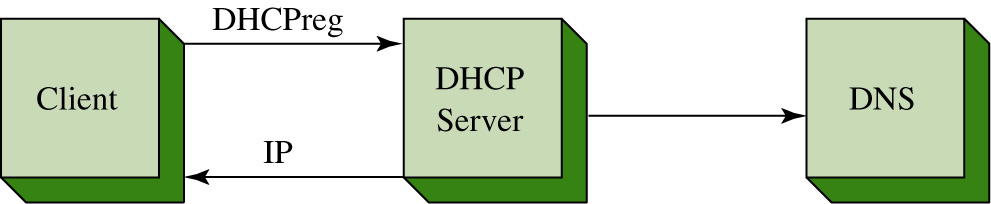 DHCPreg
Client
DHCP
Server
DNS
IP